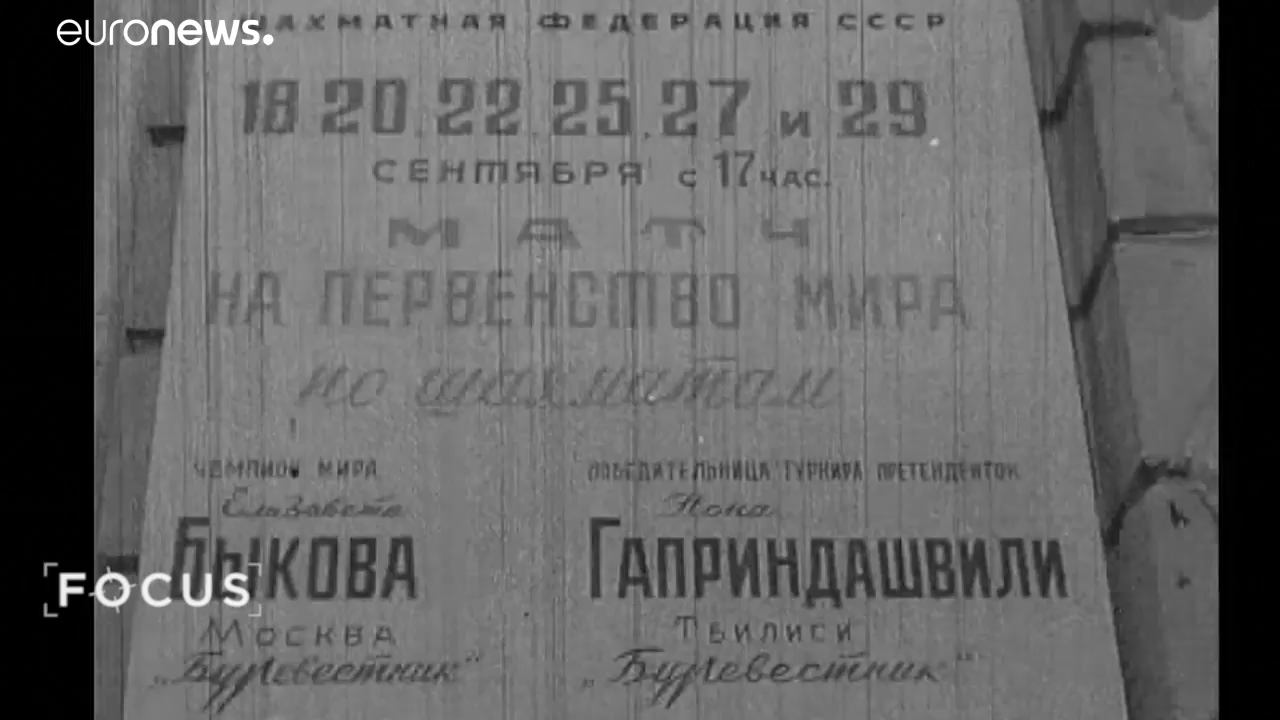 euronews.
ШАХМАТНАЯ ФЕДЕРАЦИЯ СССР
18 20, 22, 25, 27 и 29
СЕНТЯБРЯ с 17 час.
МАТЧ
НА ПЕРВЕНСТВО МИРА
по шахматам
ЧЕМПИОН МИРА
Елизавета
БЫКОВА
МОСКВА
„Буревестник“
ПОБЕДИТЕЛЬНИЦА ТУРНИРА ПРЕТЕНДЕНТОК
Нона
ГАПРИНДАШВИЛИ
ТБИЛИСИ
„Буревестник“
FOCUS